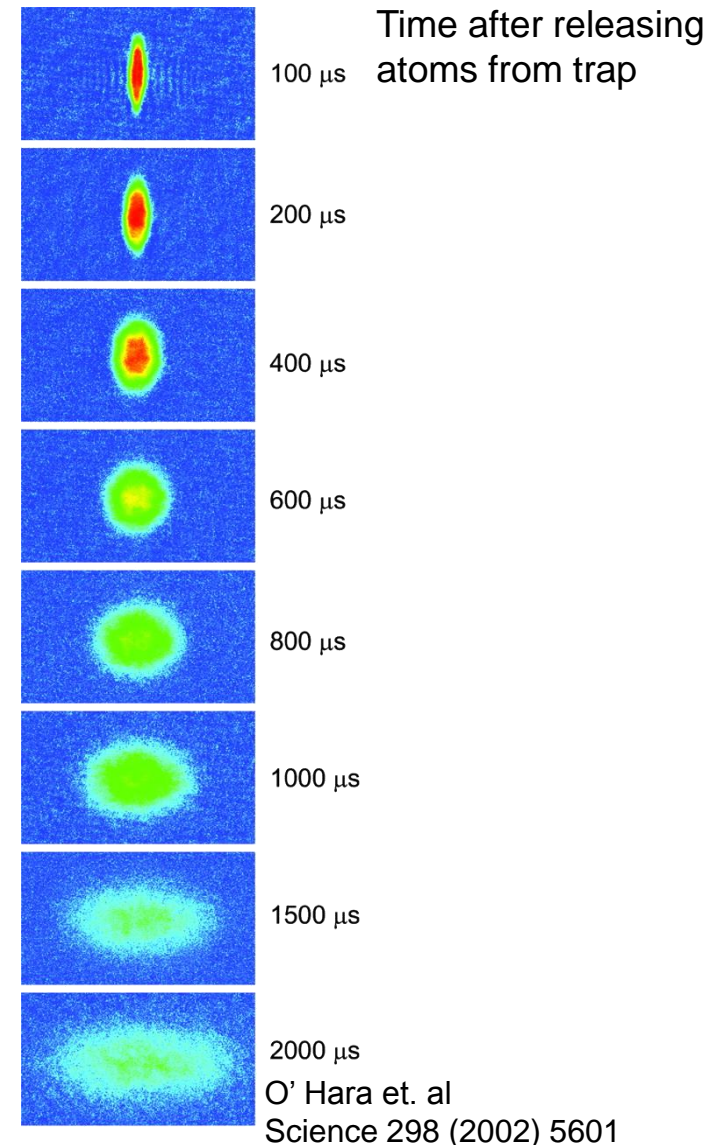 Time after releasing
atoms from trap
100 μs
200 μs
400 μs
600 μs
800 μs
1000 μs
1500 μs
2000 μs
O' Hara et. al
Science 298 (2002) 5601